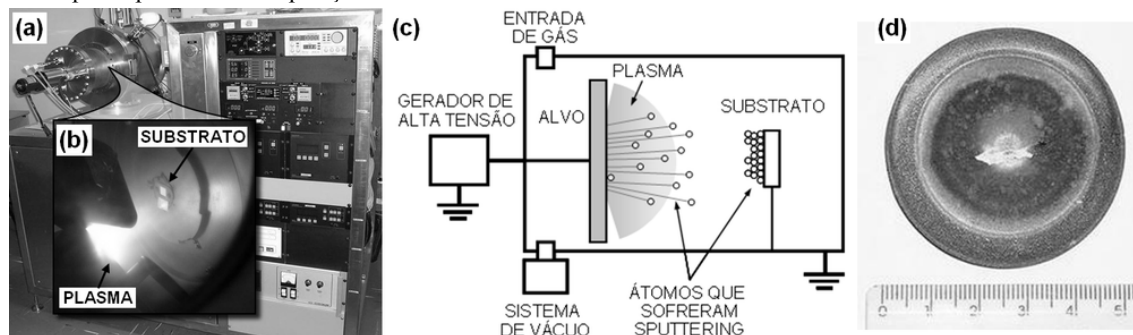 (a)
(b)
SUBSTRATO
PLASMA
(c)
ENTRADA
DE GÁS
PLASMA
GERADOR DE
ALTA TENSÃO
ALVO
SUBSTRATO
SISTEMA
DE VÁCUO
ÁTOMOS QUE
SOFRERAM
SPUTTERING
(d)
0 1 2 3 4 5